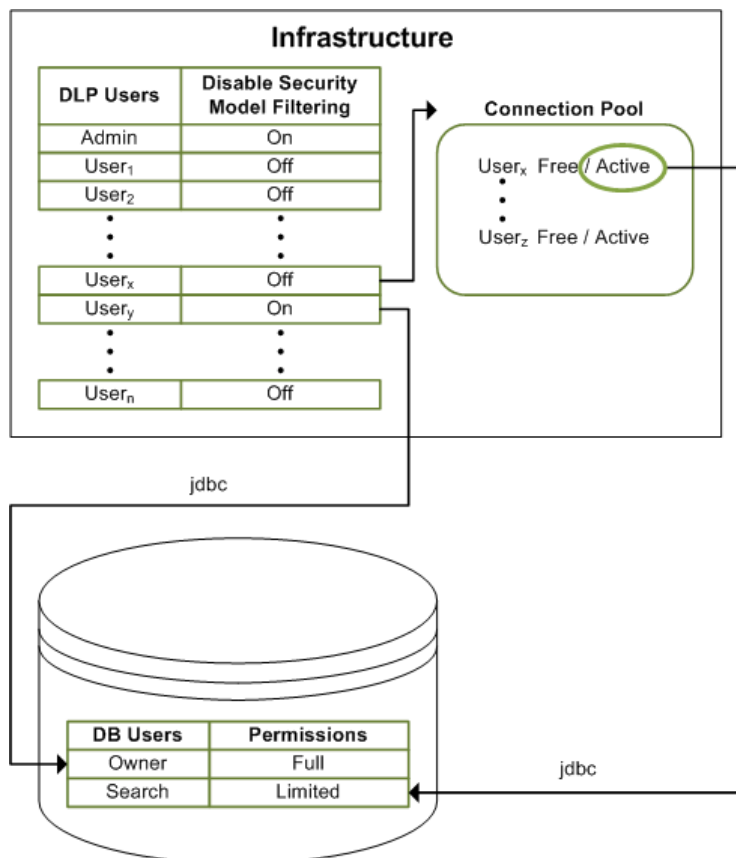 Infrastructure
DLP Users
Disable Security
Model Filtering
Admin On
User1 Off
User2 Off
Userx Off
Usery On
Usern Off
Connection Pool
Userx Free / Active
Userz Free / Active
jdbc
DB Users Permissions
Owner Full
Search Limited
jdbc